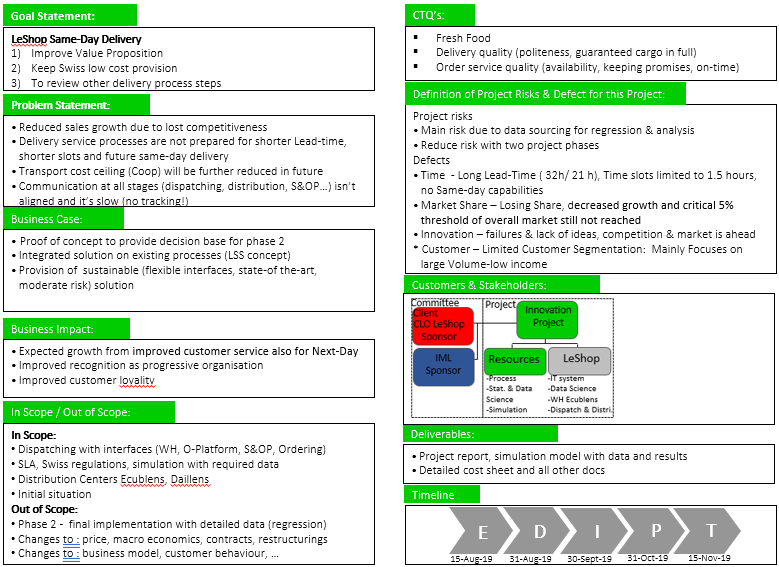 Goal Statement:
LeShop Same-Day Delivery
1) Improve Value Proposition
2) Keep Swiss low cost provision
3) To review other delivery process steps
Problem Statement:
• Reduced sales growth due to lost competitiveness
• Delivery service processes are not prepared for shorter Lead-time,
shorter slots and future same-day delivery
• Transport cost ceiling (Coop) will be further reduced in future
• Communication at all stages (dispatching, distribution, S&OP...) isn't
aligned and it's slow (no tracking!)
Business Case:
• Proof of concept to provide decision base for phase 2
• Integrated solution on existing processes (LSS concept)
• Provision of sustainable (flexible interfaces, state-of the-art,
moderate risk) solution
Business Impact:
• Expected growth from improved customer service also for Next-Day
• Improved recognition as progressive organisation
• Improved customer loyality
In Scope / Out of Scope:
In Scope:
• Dispatching with interfaces (WH, O-Platform, S&OP, Ordering)
• SLA, Swiss regulations, simulation with required data
• Distribution Centers Ecublens, Daillens
• Initial situation
Out of Scope:
• Phase 2 - final implementation with detailed data (regression)
• Changes to : price, macro economics, contracts, restructurings
• Changes to : business model, customer behaviour, ...
CTQ's:
▪ Fresh Food
▪ Delivery quality (politeness, guaranteed cargo in full)
▪ Order service quality (availability, keeping promises, on-time)
Definition of Project Risks & Defect for this Project:
Project risks
• Main risk due to data sourcing for regression & analysis
• Reduce risk with two project phases
Defects
• Time - Long Lead-Time ( 32h/ 21 h), Time slots limited to 1.5 hours,
no Same-day capabilities
• Market Share – Losing Share, decreased growth and critical 5%
threshold of overall market still not reached
• Innovation – failures & lack of ideas, competition & market is ahead
* Customer – Limited Customer Segmentation: Mainly Focuses on
large Volume-low income
Customers & Stakeholders:
Committee
Client
CLO LeShop
Sponsor
IML
Sponsor
Project
Innovation
Project
Resources
-Process
-Stat. & Data
Science
-Simulation
LeShop
-IT system
-Data Science
-WH Ecublens
-Dispatch & Distri.
Deliverables:
• Project report, simulation model with data and results
• Detailed cost sheet and all other docs
Timeline
E D I P T
15-Aug-19 31-Aug-19 30-Sept-19 31-Oct-19 15-Nov-19